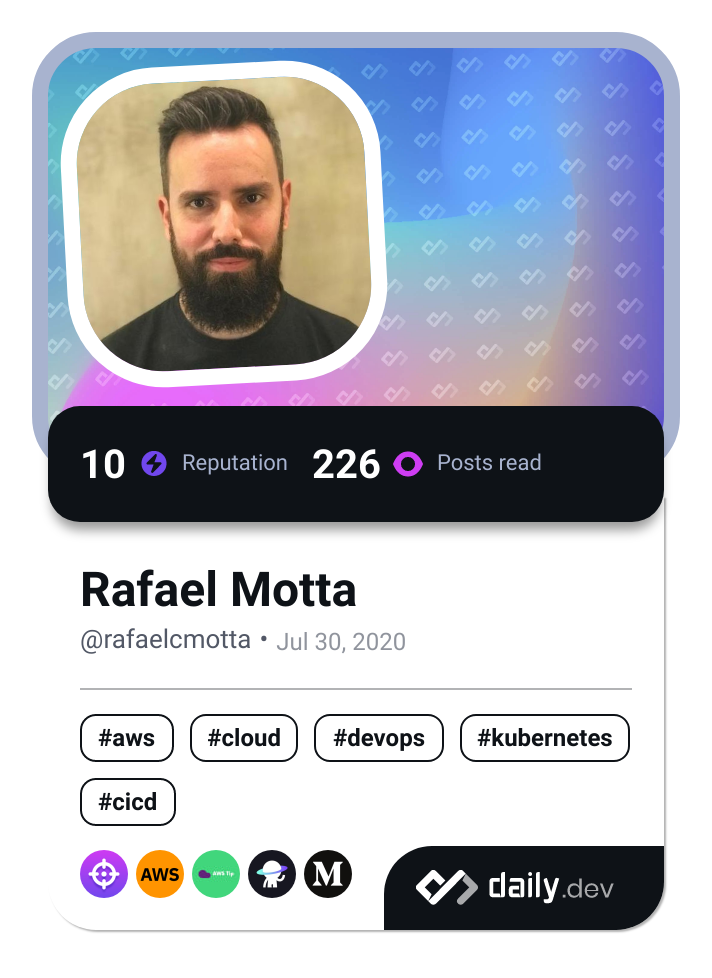 10 Reputation 226 Posts read
Rafael Motta
@rafaelcmotta • Jul 30, 2020
#aws #cloud #devops #kubernetes
#cicd
AWS AWS Tip M daily.dev